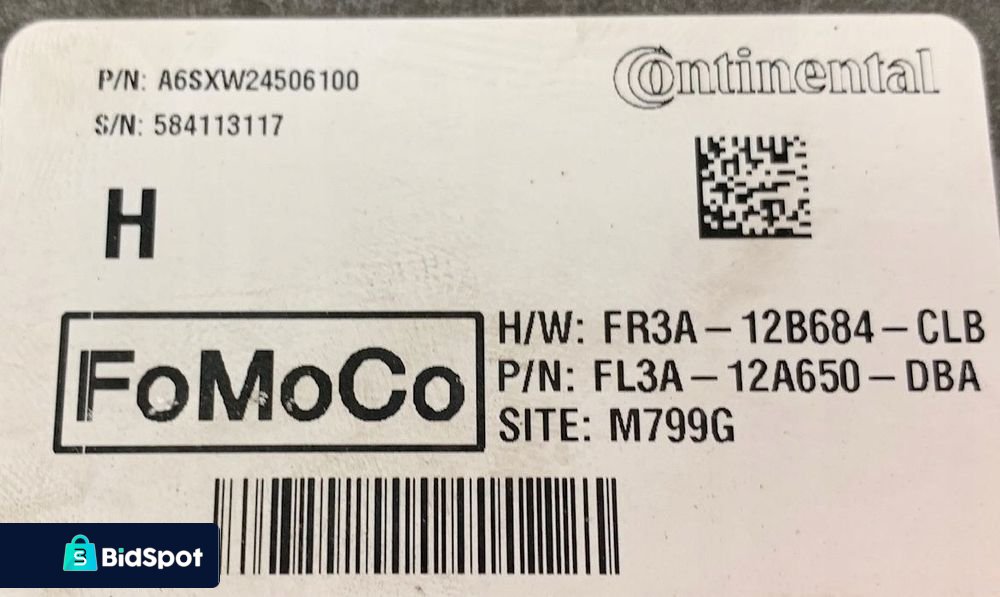 P/N: A6SXW24506100
Continental
S/N: 584113117
H
FoMoCo
H/W: FR3A-12B684-CLB
P/N: FL3A-12A650-DBA
SITE: M799G
BidSpot